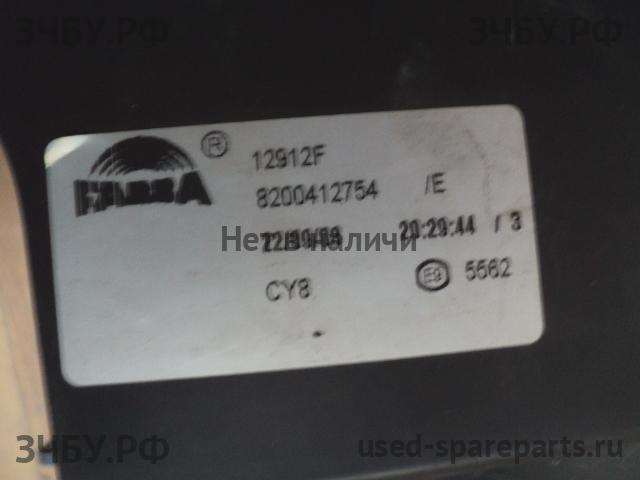 ЗЧБУ.РФ
ЗЧБУ.РФ
FARBA ®
12912F
8200412754 /E
20:29:44 / 3
Нет в наличии
CY8
E9 5562
ЗЧБУ.РФ
used-spareparts.ru